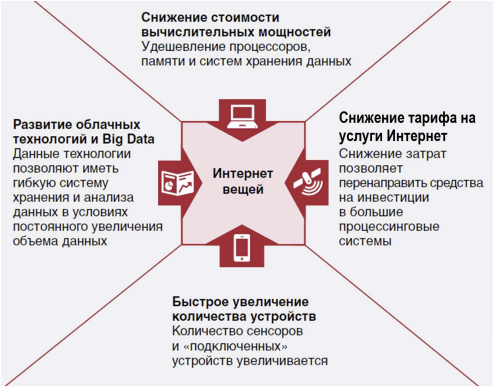 Снижение стоимости
вычислительных мощностей
Удешевление процессоров,
памяти и систем хранения данных
Развитие облачных
технологий и Big Data
Данные технологии
позволяют иметь
гибкую систему
хранения и анализа
данных в условиях
постоянного увеличения
объема данных
Интернет
вещей
Снижение тарифа на
услуги Интернет
Снижение затрат
позволяет
перенаправить средства
на инвестиции
в большие
процессинговые
системы
Быстрое увеличение
количества устройств
Количество сенсоров
и «подключенных»
устройств увеличивается